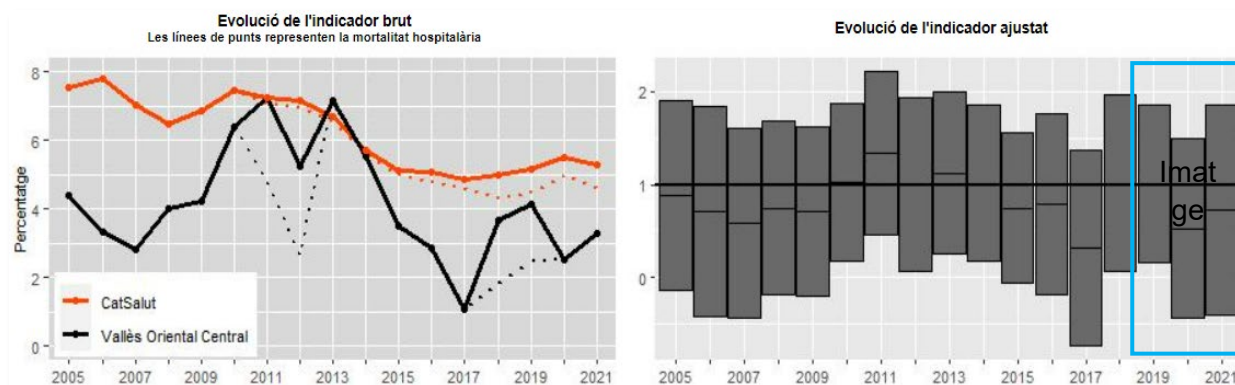 Evolució de l'indicador brut
Les línees de punts representen la mortalitat hospitalària
Percentatge
8
6
4
2
0
CatSalut
Vallès Oriental Central
2005 2007 2009 2011 2013 2015 2017 2019 2021
Evolució de l'indicador ajustat
2
1
0
Imat
ge
2005 2007 2009 2011 2013 2015 2017 2019 2021